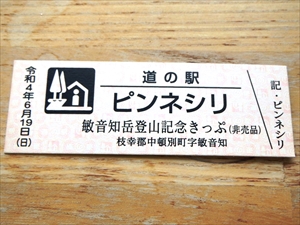 令和4年6月19日(日)
道の駅
ピンネシリ
敏音知岳登山記念きっぷ(非売品)
枝幸郡中頓別町字敏音知
記・ピンネシリ